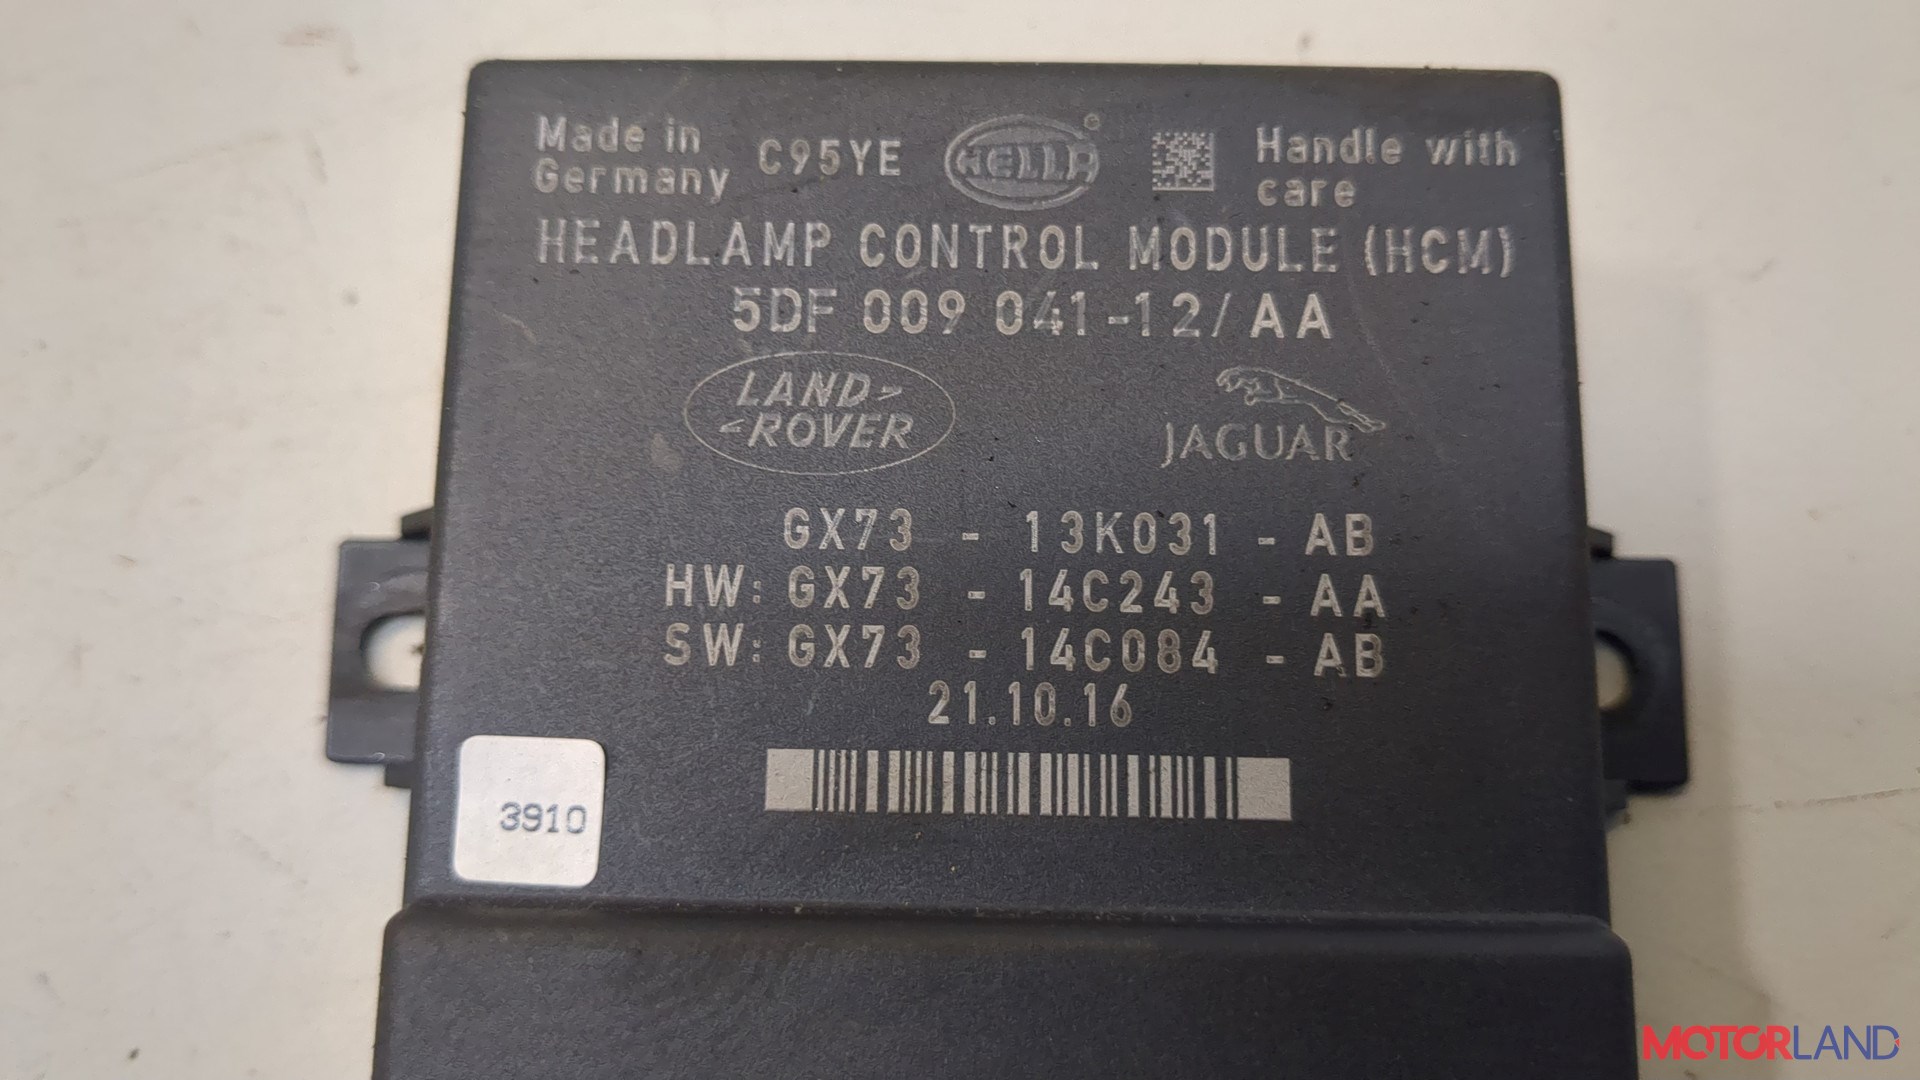 Made in
Germany
C95YE
HELLA
Handle with
care
HEADLAMP CONTROL MODULE (HCM)
5DF 009 041-12/AA
LAND-
-ROVER
JAGUAR
GX73 - 13K031 - AB
HW: GX73 - 14C243 - AA
SW: GX73 - 14C084 - AB
21.10.16
3910
MOTORLAND